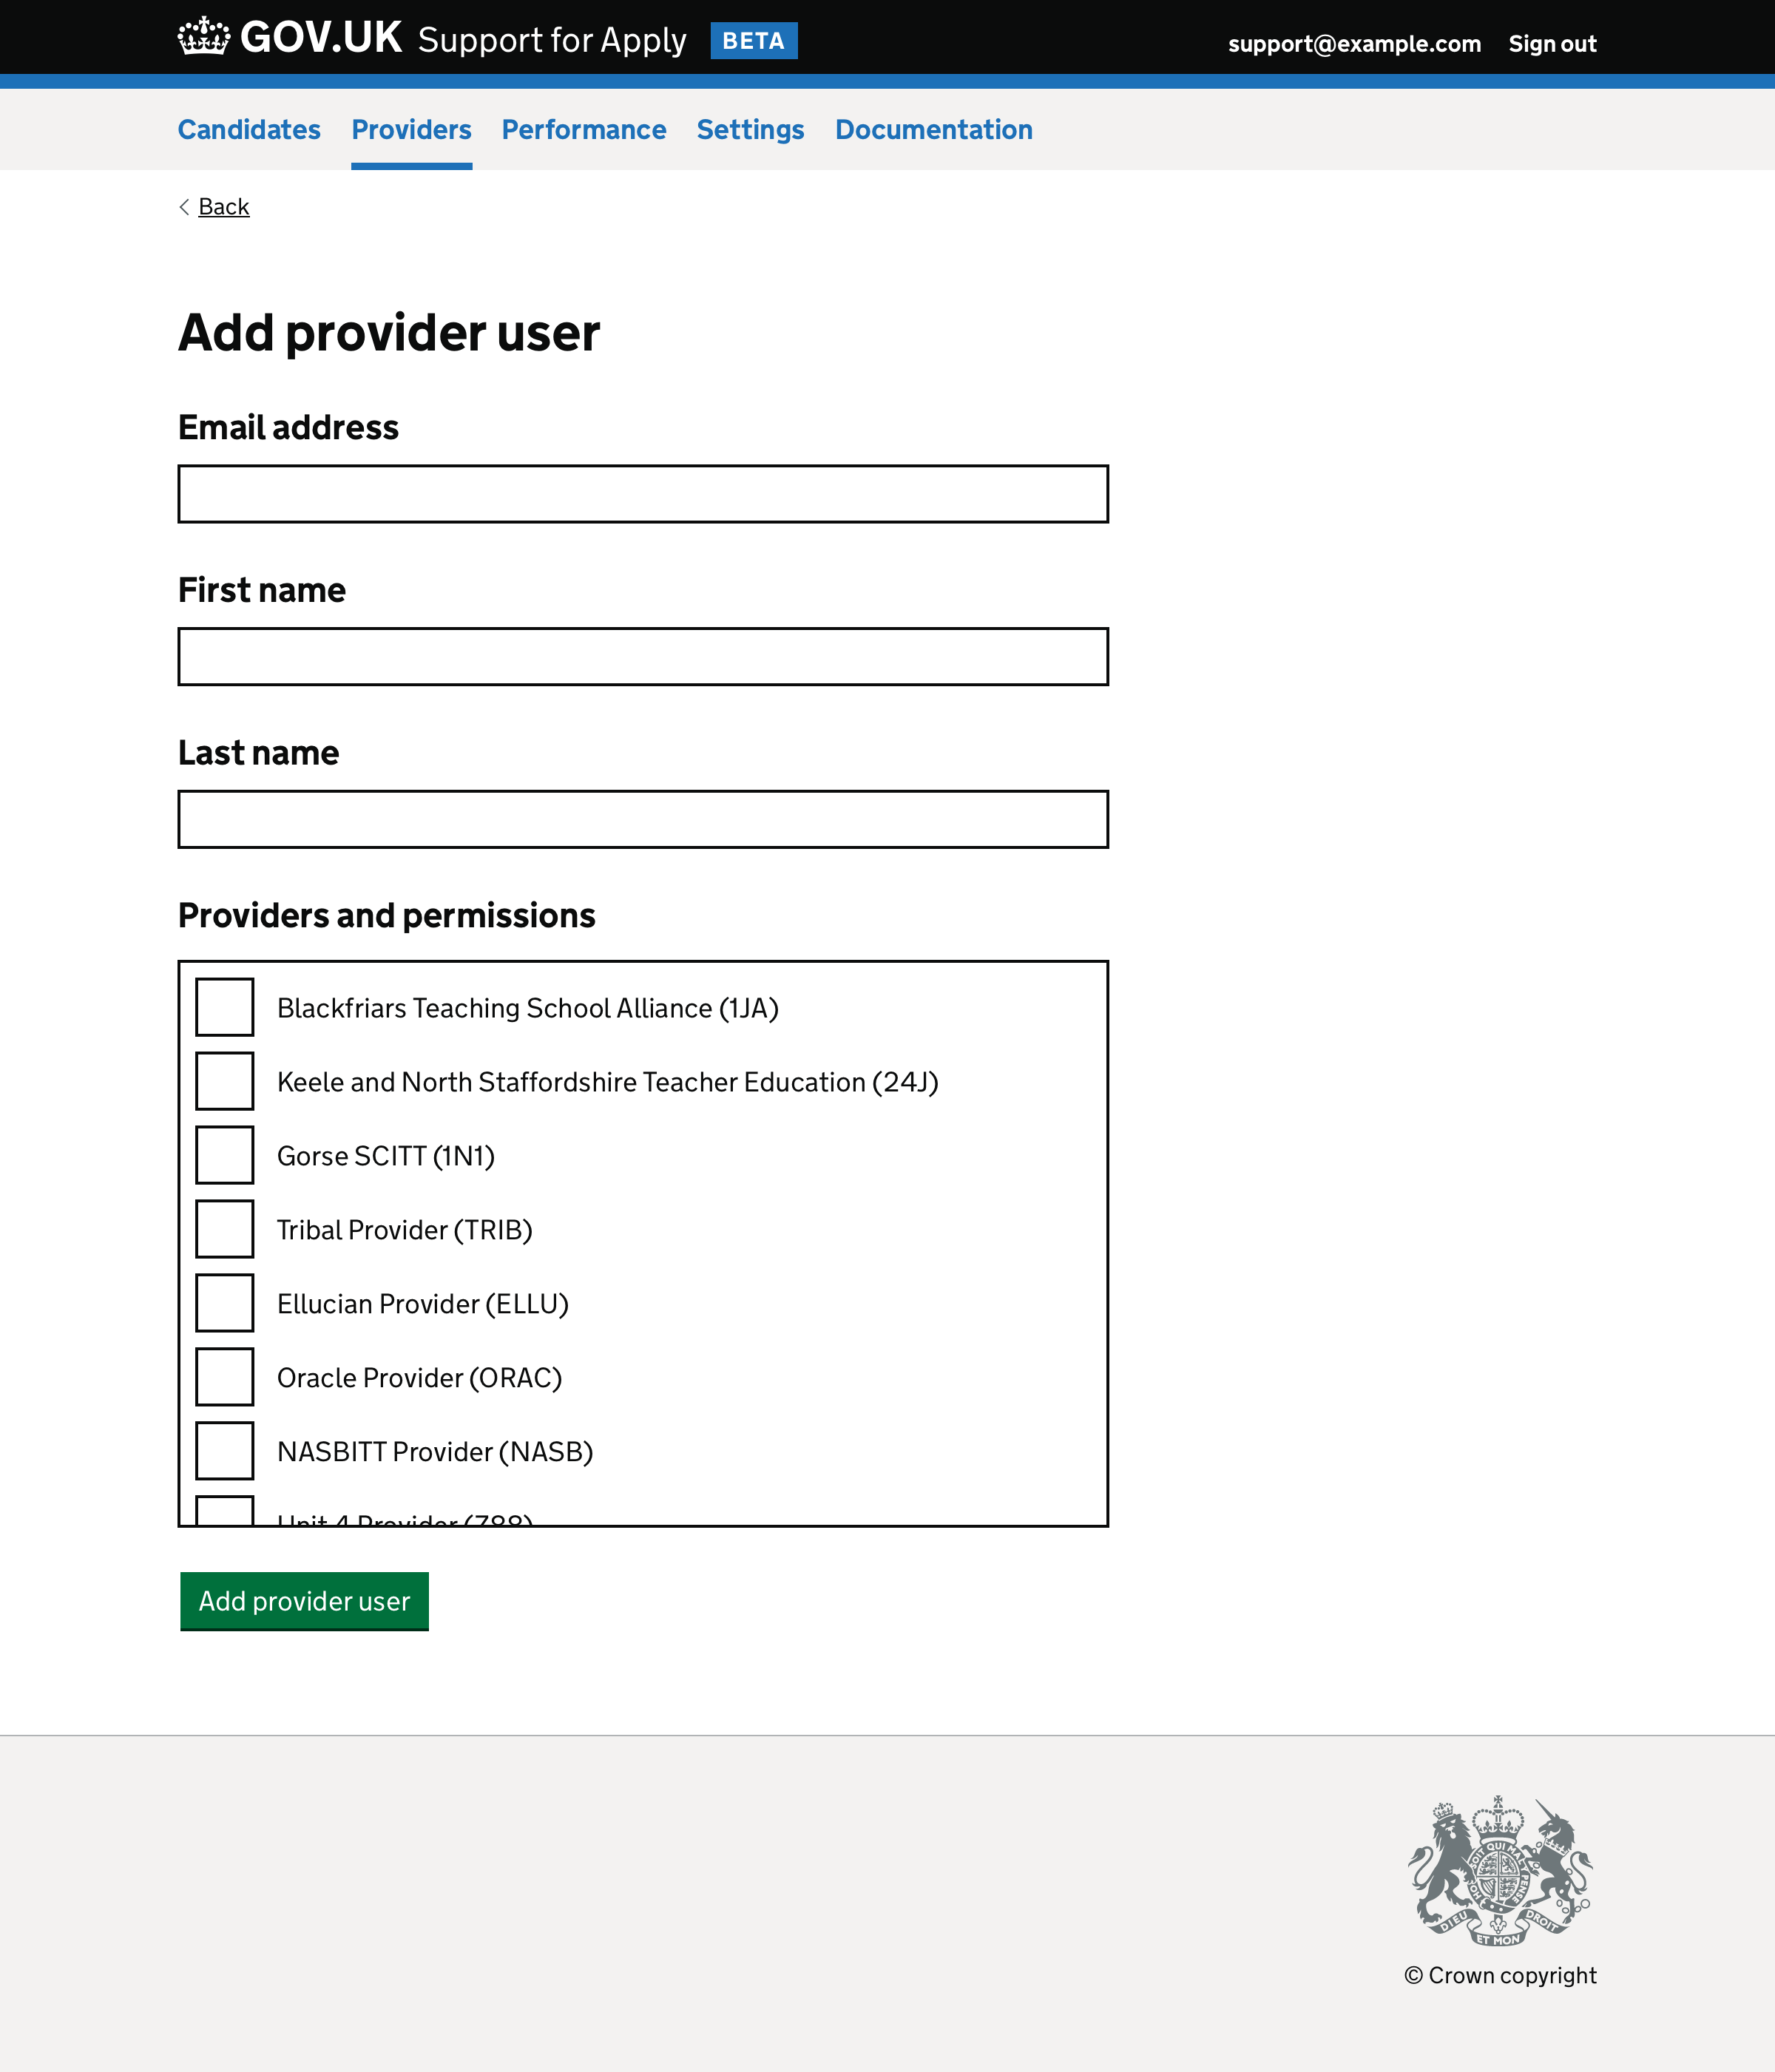 GOV.UK Support for Apply BETA support@example.com Sign out
Candidates Providers Performance Settings Documentation
Back
Add provider user
Email address
First name
Last name
Providers and permissions
Blackfriars Teaching School Alliance (1JA)
Keele and North Staffordshire Teacher Education (24J)
Gorse SCITT (1N1)
Tribal Provider (TRIB)
Ellucian Provider (ELLU)
Oracle Provider (ORAC)
NASBITT Provider (NASB)
Unit 4 Provider
Add provider user
DIEU ET MON DROIT
© Crown copyright